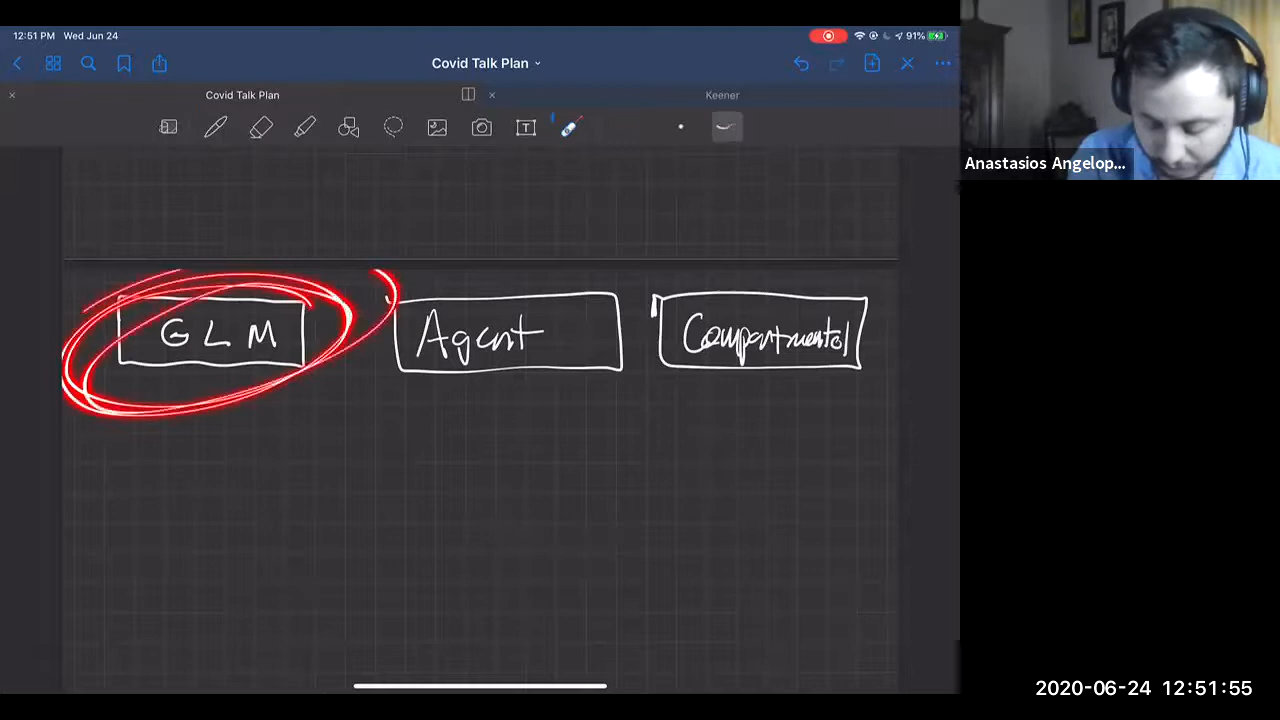 12:51 PM Wed Jun 24
91%
Covid Talk Plan
Covid Talk Plan
Keener
T
GLM
Agent
Compartmental
Anastasios Angelop...
2020-06-24 12:51:55